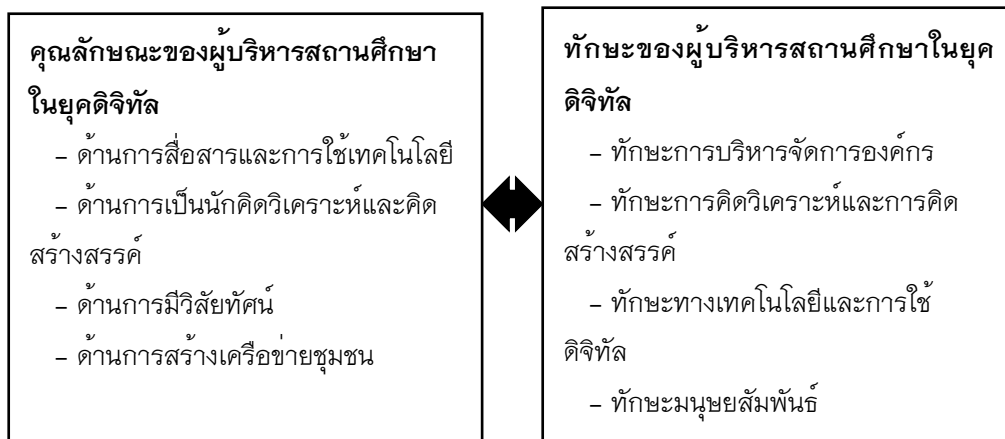 คุณลักษณะของผู้บริหารสถานศึกษา
ในยุคดิจิทัล
– ด้านการสื่อสารและการใช้เทคโนโลยี
– ด้านการเป็นนักคิดวิเคราะห์และคิด
สร้างสรรค์
– ด้านการมีวิสัยทัศน์
– ด้านการสร้างเครือข่ายชุมชน
ทักษะของผู้บริหารสถานศึกษาในยุค
ดิจิทัล
– ทักษะการบริหารจัดการองค์กร
– ทักษะการคิดวิเคราะห์และการคิด
สร้างสรรค์
– ทักษะทางเทคโนโลยีและการใช้
ดิจิทัล
– ทักษะมนุษยสัมพันธ์